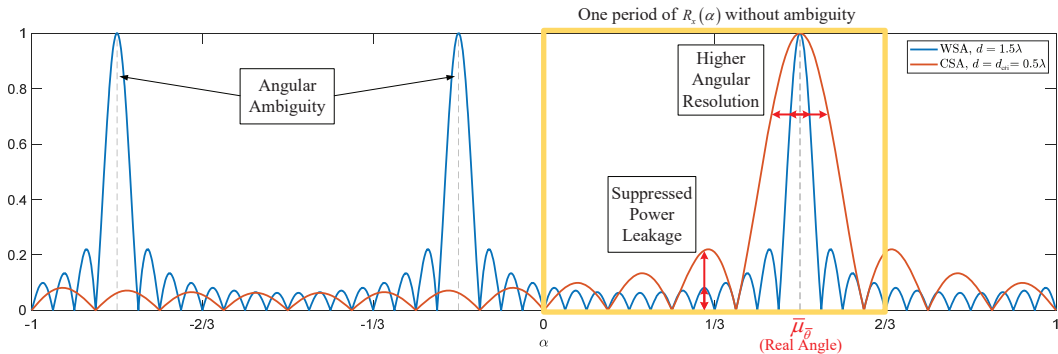 One period of Rₓ(α) without ambiguity
1
0.8
0.6
0.4
0.2
0
-1
-2/3
-1/3
0
1/3
2/3
1
α
Angular
Ambiguity
Higher
Angular
Resolution
Suppressed
Power
Leakage
WSA, d = 1.5λ
CSA, d = d_cri = 0.5λ
μ̄_θ̄
(Real Angle)